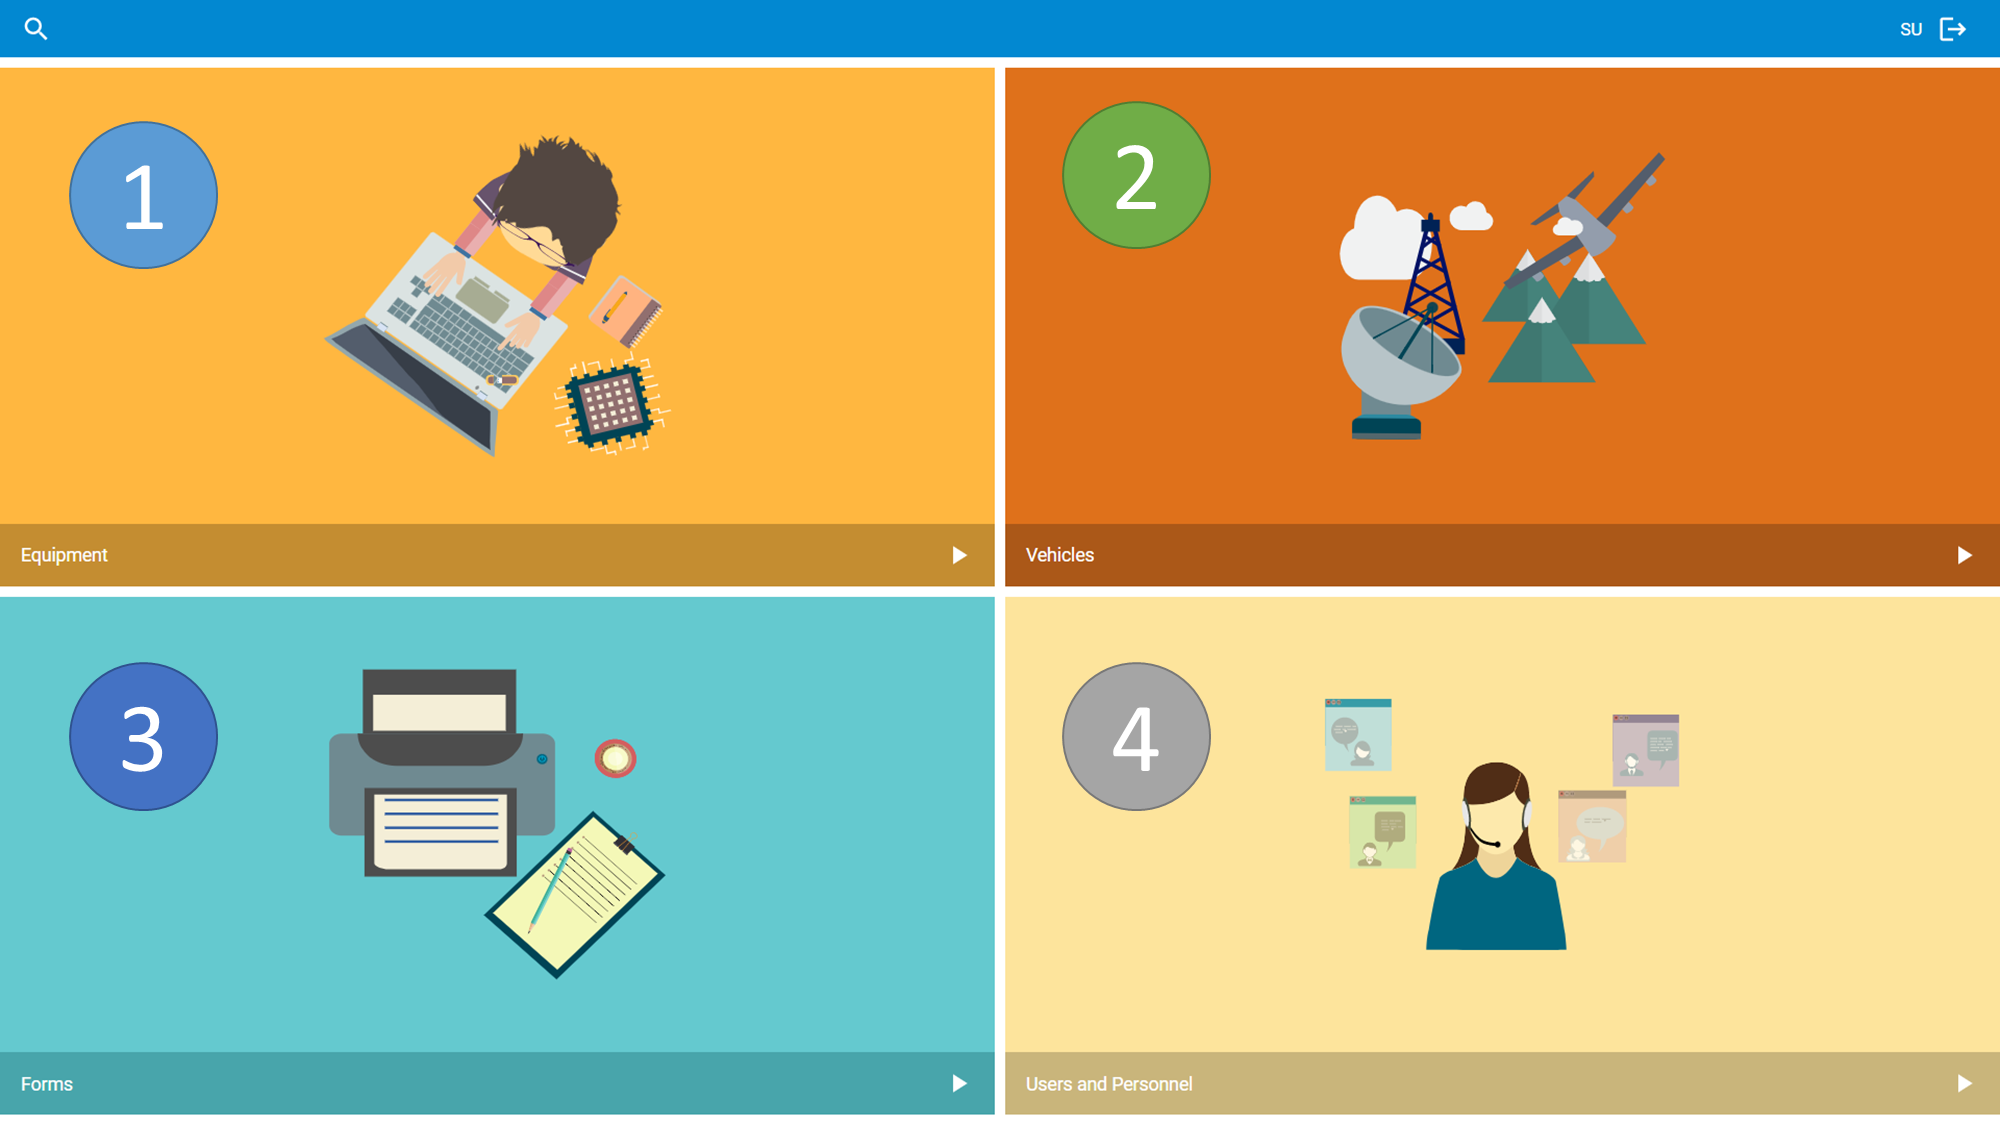 SU
1
2
Equipment
Vehicles
3
4
Forms
Users and Personnel